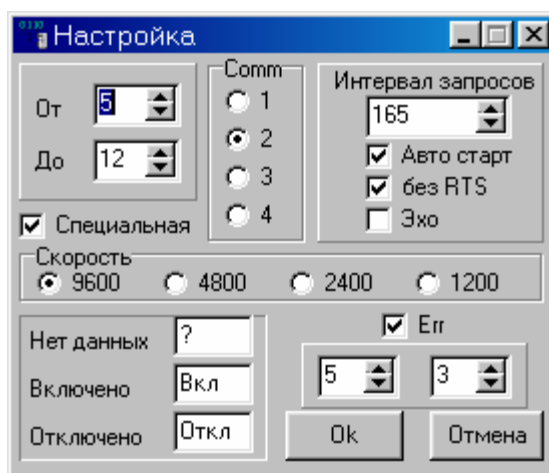 0110
Настройка
От 5
До 12
Специальная
Comm
1
2
3
4
Интервал запросов
165
Авто старт
без RTS
Эхо
Скорость
9600 4800 2400 1200
Нет данных ?
Включено Вкл
Отключено Откл
Err
5 3
Ok Отмена